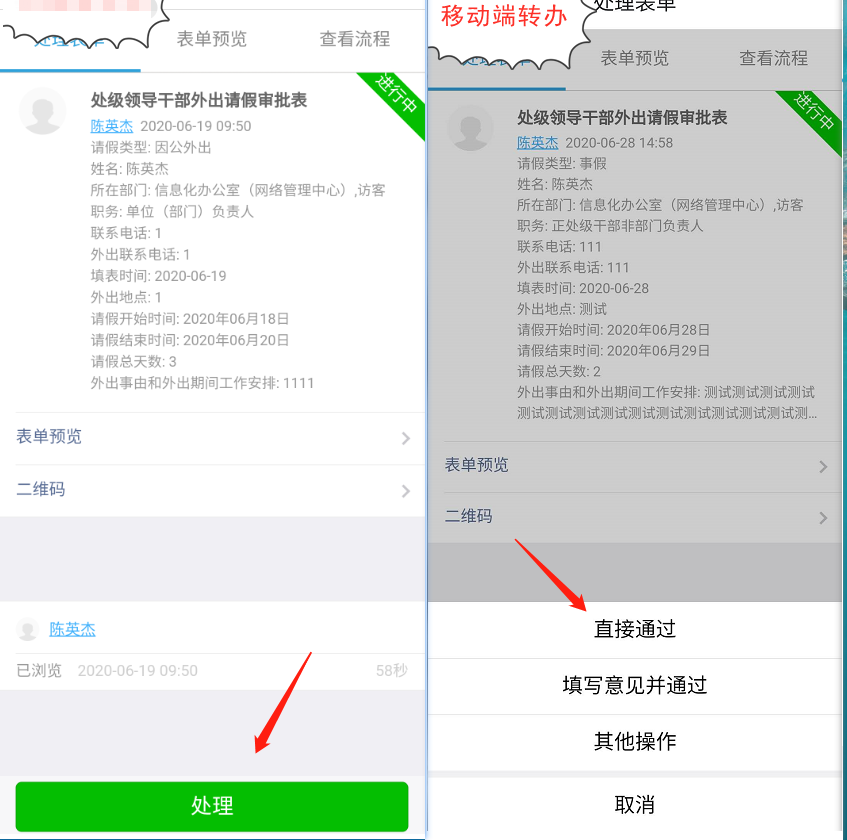 表单预览
查看流程
进行中
处级领导干部外出请假审批表
陈英杰 2020-06-19 09:50
请假类型: 因公外出
姓名: 陈英杰
所在部门: 信息化办公室（网络管理中心）,访客
职务: 单位（部门）负责人
联系电话: 1
外出联系电话: 1
填表时间: 2020-06-19
外出地点: 1
请假开始时间: 2020年06月18日
请假结束时间: 2020年06月20日
请假总天数: 3
外出事由和外出期间工作安排: 1111
表单预览
二维码
陈英杰
已浏览 2020-06-19 09:50 58秒
处理
移动端转办
处理表单
表单预览
查看流程
进行中
处级领导干部外出请假审批表
陈英杰 2020-06-28 14:58
请假类型: 事假
姓名: 陈英杰
所在部门: 信息化办公室（网络管理中心）,访客
职务: 正处级干部非部门负责人
联系电话: 111
外出联系电话: 111
填表时间: 2020-06-28
外出地点: 测试
请假开始时间: 2020年06月28日
请假结束时间: 2020年06月29日
请假总天数: 2
外出事由和外出期间工作安排: 测试测试测试测试
测试测试测试测试测试测试测试测试测试测试测...
表单预览
二维码
直接通过
填写意见并通过
其他操作
取消